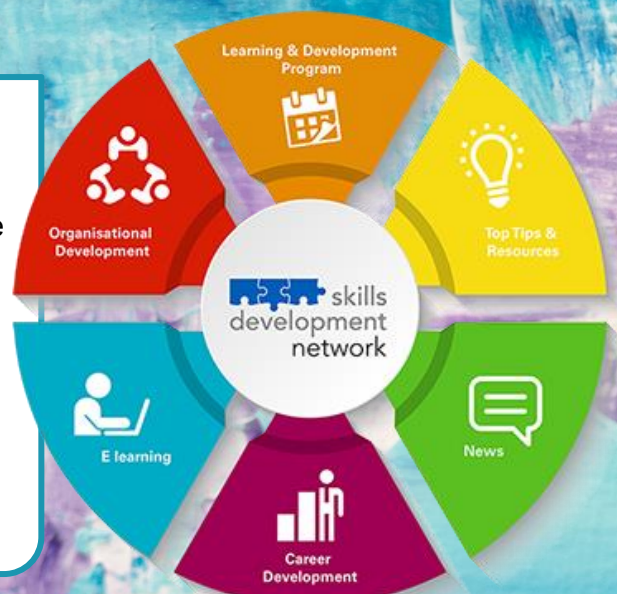 Learning & Development
Program
Top Tips &
Resources
News
Career
Development
E learning
Organisational
Development
skills
development
network
e